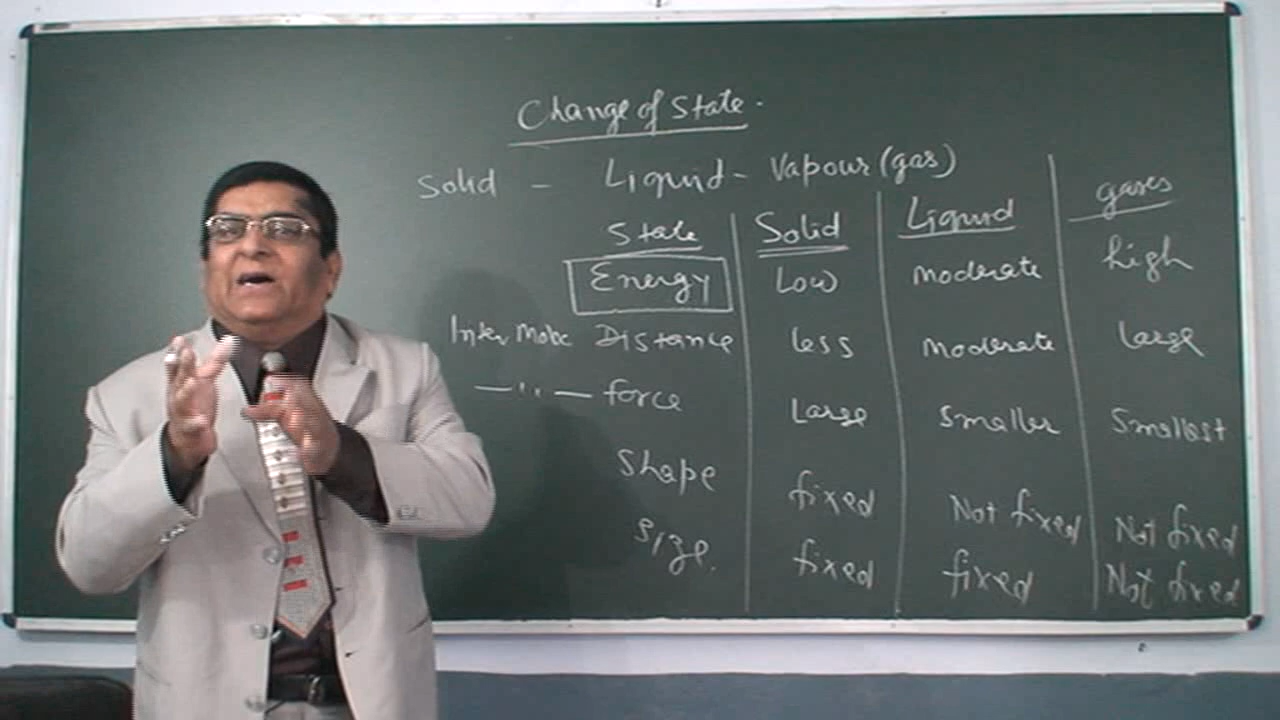 Change of State.
Solid - Liquid - Vapour (gas)
State Solid Liquid gases
Energy Low Moderate high
Inter Molec Distance less Moderate Large
—〃— force Large Smaller Smallest
Shape fixed Not fixed Not fixed
Size. fixed fixed Not fixed